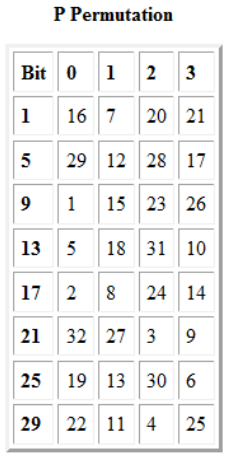 P Permutation
Bit 0 1 2 3
1 16 7 20 21
5 29 12 28 17
9 1 15 23 26
13 5 18 31 10
17 2 8 24 14
21 32 27 3 9
25 19 13 30 6
29 22 11 4 25